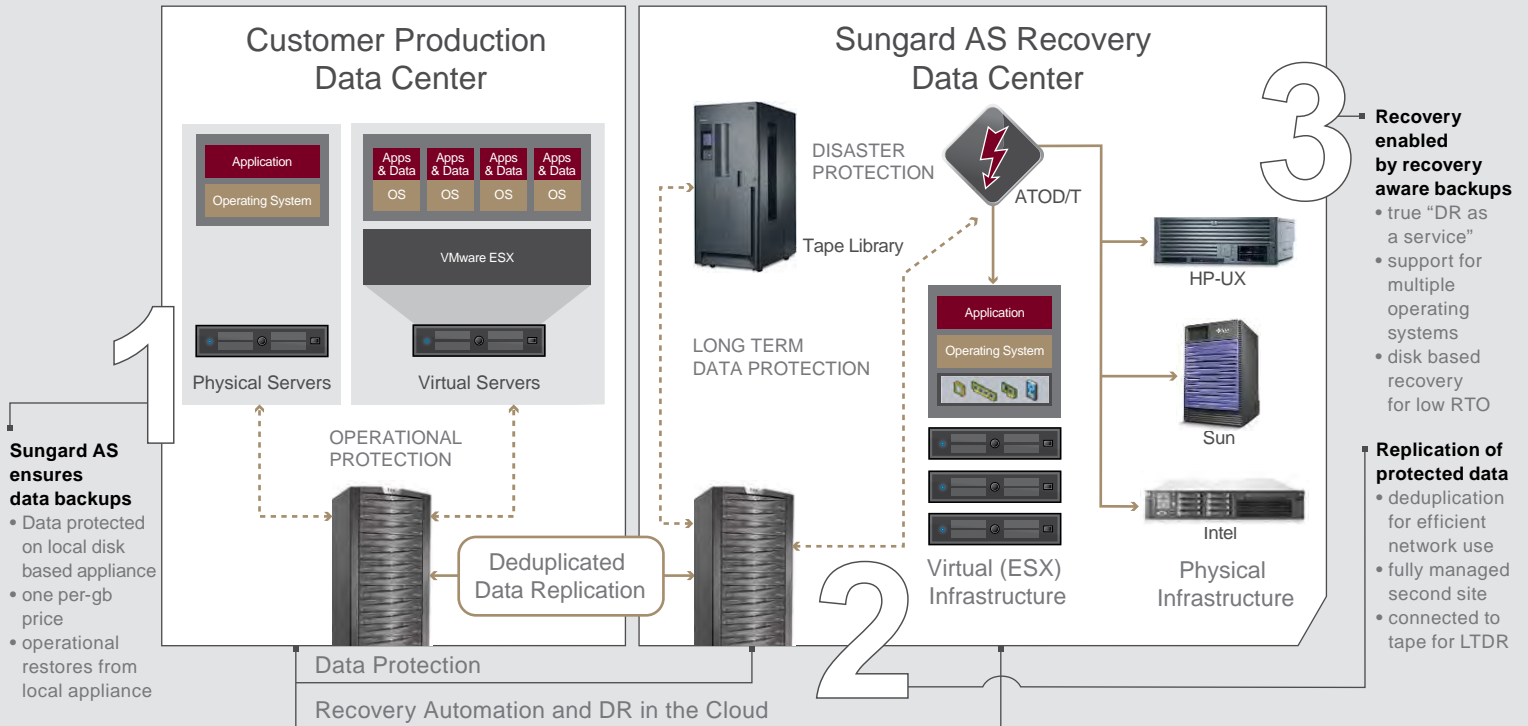 Customer Production
Data Center
Application
Operating System
Physical Servers
Apps
& Data
OS
Apps
& Data
OS
Apps
& Data
OS
Apps
& Data
OS
VMware ESX
Virtual Servers
OPERATIONAL
PROTECTION
1
Sungard AS
ensures
data backups
• Data protected
on local disk
based appliance
• one per-gb
price
• operational
restores from
local appliance
Deduplicated
Data Replication
Sungard AS Recovery
Data Center
Tape Library
DISASTER
PROTECTION
ATOD/T
LONG TERM
DATA PROTECTION
Application
Operating System
Virtual (ESX)
Infrastructure
HP-UX
Sun
Intel
Physical
Infrastructure
3
Recovery
enabled
by recovery
aware backups
• true “DR as
a service”
• support for
multiple
operating
systems
• disk based
recovery
for low RTO
2
Replication of
protected data
• deduplication
for efficient
network use
• fully managed
second site
• connected to
tape for LTDR
Data Protection
Recovery Automation and DR in the Cloud